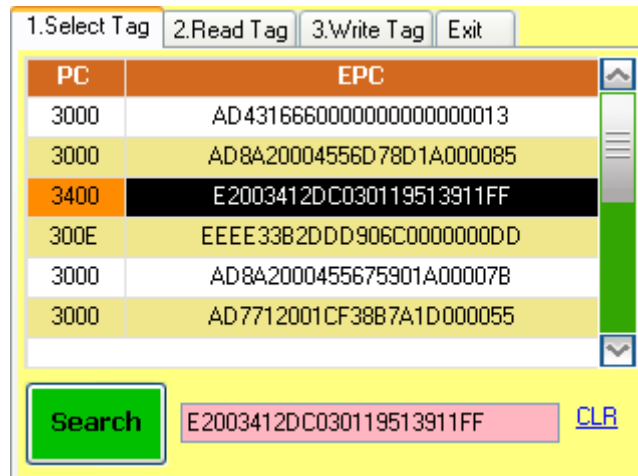 1.Select Tag 2.Read Tag 3.Write Tag Exit
PC EPC
3000 AD4316660000000000000013
3000 AD8A20004556D78D1A000085
3400 E2003412DC030119513911FF
300E EEEE33B2DDD906C0000000DD
3000 AD8A2000455675901A00007B
3000 AD7712001CF38B7A1D000055
Search E2003412DC030119513911FF CLR